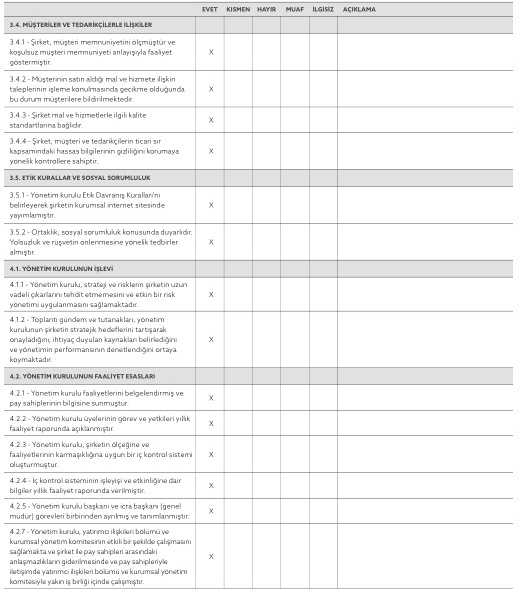 EVET KISMEN HAYIR MUAF İLGİSİZ AÇIKLAMA
3.4. MÜŞTERİLER VE TEDARİKÇİLERLE İLİŞKİLER
3.4.1 - Şirket, müşteri memnuniyetini ölçmüştür ve
koşulsuz müşteri memnuniyeti anlayışıyla faaliyet
göstermiştir.
X
3.4.2 - Müşterinin satın aldığı mal ve hizmete ilişkin
taleplerinin işleme konulmasında gecikme olduğunda
bu durum müşterilere bildirilmektedir.
X
3.4.3 - Şirket mal ve hizmetlerle ilgili kalite
standartlarına bağlıdır.
X
3.4.4 - Şirket, müşteri ve tedarikçilerin ticari sır
kapsamındaki hassas bilgilerinin gizliliğini korumaya
yönelik kontrollere sahiptir.
X
3.5. ETİK KURALLAR VE SOSYAL SORUMLULUK
3.5.1 - Yönetim kurulu Etik Davranış Kuralları'nı
belirleyerek şirketin kurumsal internet sitesinde
yayımlamıştır.
X
3.5.2 - Ortaklık, sosyal sorumluluk konusunda duyarlıdır.
Yolsuzluk ve rüşvetin önlenmesine yönelik tedbirler
almıştır.
X
4.1. YÖNETİM KURULUNUN İŞLEVİ
4.1.1 - Yönetim kurulu, strateji ve risklerin şirketin uzun
vadeli çıkarlarını tehdit etmemesini ve etkin bir risk
yönetimi uygulanmasını sağlamaktadır.
X
4.1.2 - Toplantı gündem ve tutanakları, yönetim
kurulunun şirketin stratejik hedeflerini tartışarak
onayladığını, ihtiyaç duyulan kaynakları belirlediğini
ve yönetimin performansının denetlendiğini ortaya
koymaktadır.
X
4.2. YÖNETİM KURULUNUN FAALİYET ESASLARI
4.2.1 - Yönetim kurulu faaliyetlerini belgelendirmiş ve
pay sahiplerinin bilgisine sunmuştur.
X
4.2.2 - Yönetim kurulu üyelerinin görev ve yetkileri yıllık
faaliyet raporunda açıklanmıştır.
X
4.2.3 - Yönetim kurulu, şirketin ölçeğine ve
faaliyetlerinin karmaşıklığına uygun bir iç kontrol sistemi
oluşturmuştur.
X
4.2.4 - İç kontrol sisteminin işleyişi ve etkinliğine dair
bilgiler yıllık faaliyet raporunda verilmiştir.
X
4.2.5 - Yönetim kurulu başkanı ve icra başkanı (genel
müdür) görevleri birbirinden ayrılmış ve tanımlanmıştır.
X
4.2.7 - Yönetim kurulu, yatırımcı ilişkileri bölümü ve
kurumsal yönetim komitesinin etkili bir şekilde çalışmasını
sağlamakta ve şirket ile pay sahipleri arasındaki
anlaşmazlıkların giderilmesinde ve pay sahipleriyle
iletişimde yatırımcı ilişkileri bölümü ve kurumsal yönetim
komitesiyle yakın iş birliği içinde çalışmıştır.
X